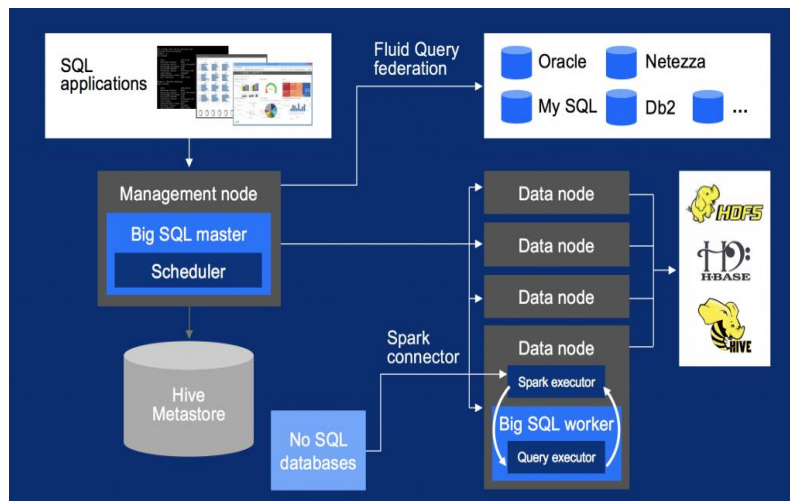 SQL
applications
Fluid Query
federation
Oracle
Netezza
My SQL
Db2
...
Management node
Big SQL master
Scheduler
Data node
Data node
Data node
Data node
Spark executor
Big SQL worker
Query executor
HDFS
H
HBASE
HIVE
Hive
Metastore
Spark
connector
No SQL
databases